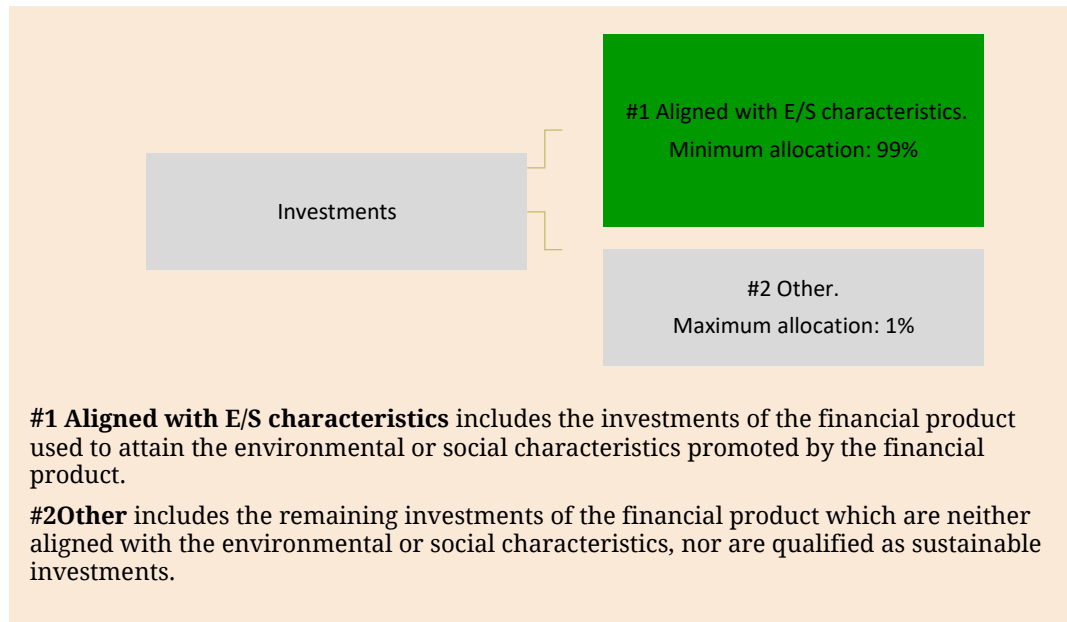 #1 Aligned with E/S characteristics.
Minimum allocation: 99%
Investments
#2 Other.
Maximum allocation: 1%
#1 Aligned with E/S characteristics includes the investments of the financial product
used to attain the environmental or social characteristics promoted by the financial
product.
#2Other includes the remaining investments of the financial product which are neither
aligned with the environmental or social characteristics, nor are qualified as sustainable
investments.